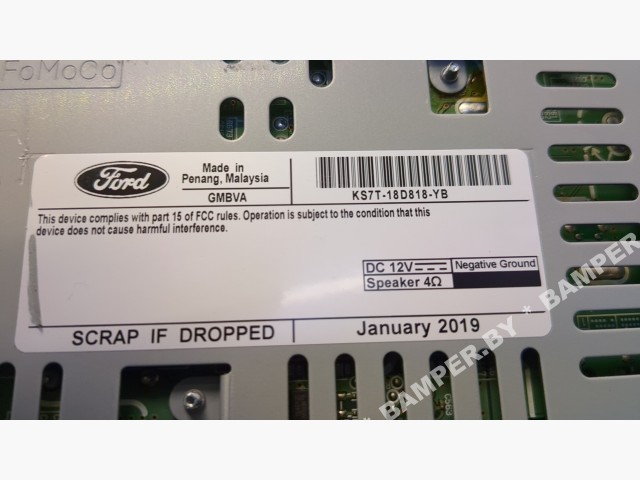 FoMoCo
Ford
Made in
Penang, Malaysia
GMBVA
KS7T-18D818-YB
This device complies with part 15 of FCC rules. Operation is subject to the condition that this
device does not cause harmful interference.
DC 12V Negative Ground
Speaker 4Ω
SCRAP IF DROPPED
January 2019
* BAMPER.BY * BAMPER